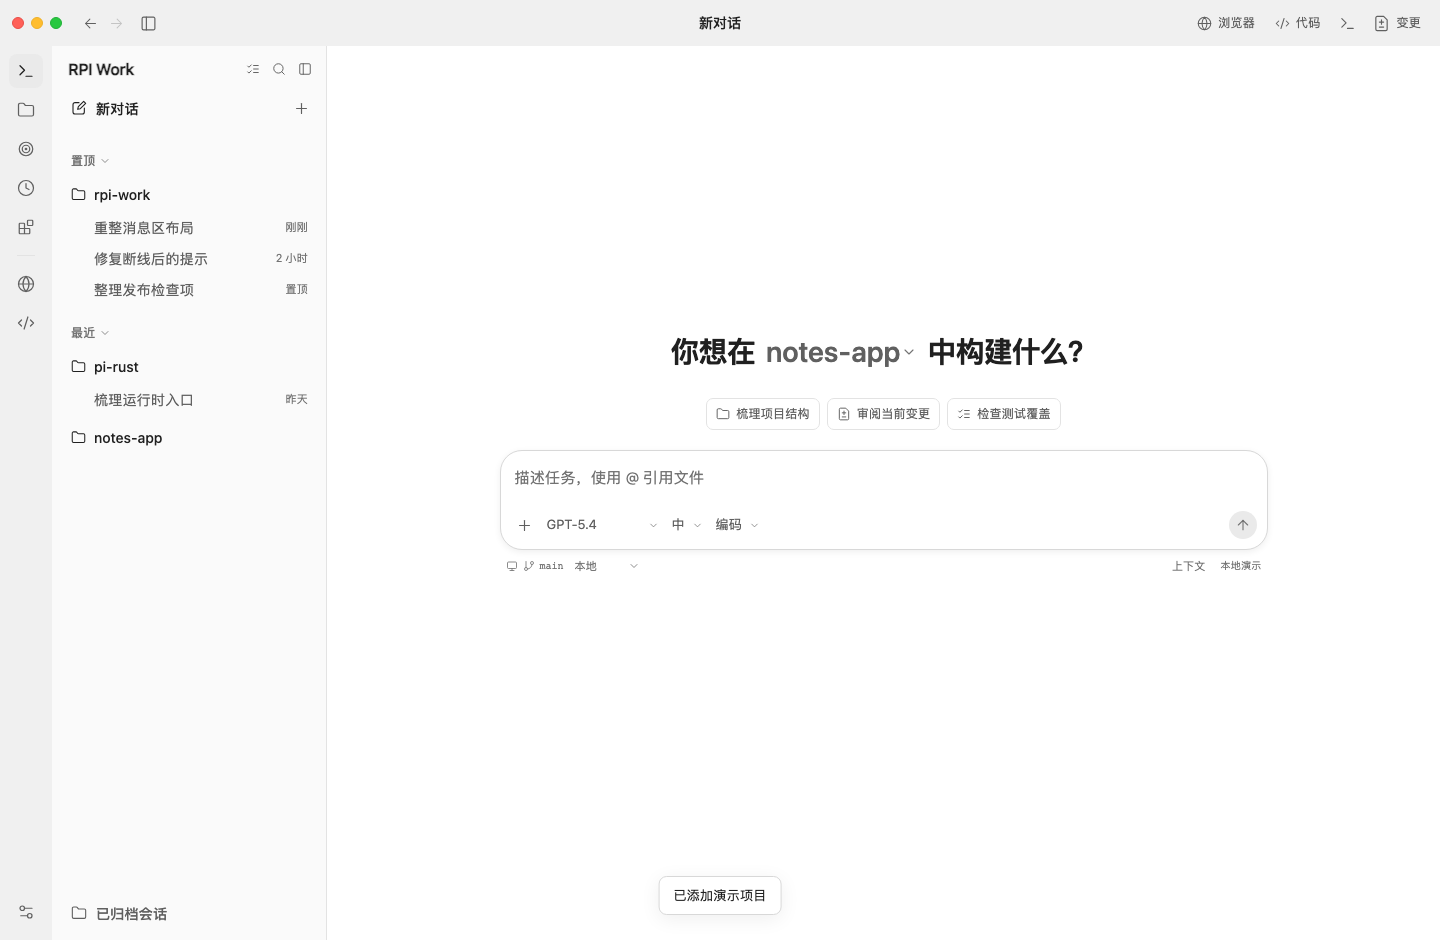 新对话
浏览器
代码
变更
RPI Work
新对话
置顶
rpi-work
重整消息区布局 刚刚
修复断线后的提示 2 小时
整理发布检查项 置顶
最近
pi-rust
梳理运行时入口 昨天
notes-app
已归档会话
你想在 notes-app 中构建什么?
梳理项目结构
审阅当前变更
检查测试覆盖
描述任务，使用 @ 引用文件
GPT-5.4 中 编码
main 本地 上下文 本地演示
已添加演示项目